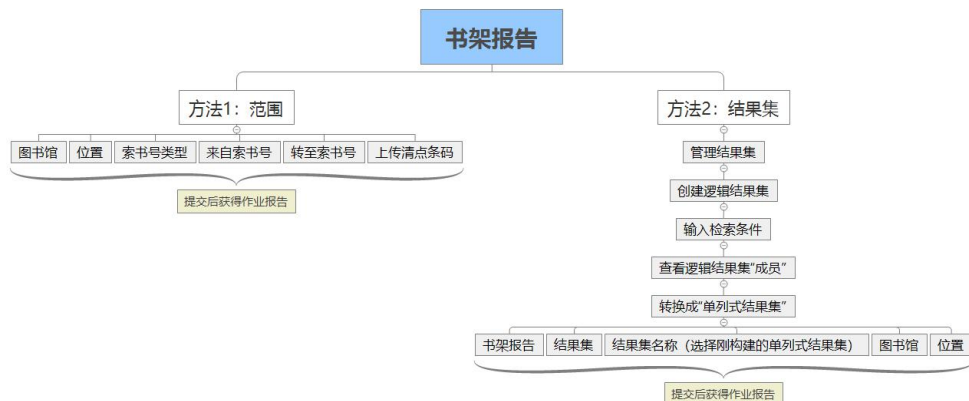 书架报告
方法1：范围
方法2：结果集
图书馆 位置 索书号类型 来自索书号 转至索书号 上传清点条码
提交后获得作业报告
管理结果集
创建逻辑结果集
输入检索条件
查看逻辑结果集“成员”
转换成“单列式结果集”
书架报告 结果集 结果集名称（选择刚构建的单列式结果集） 图书馆 位置
提交后获得作业报告